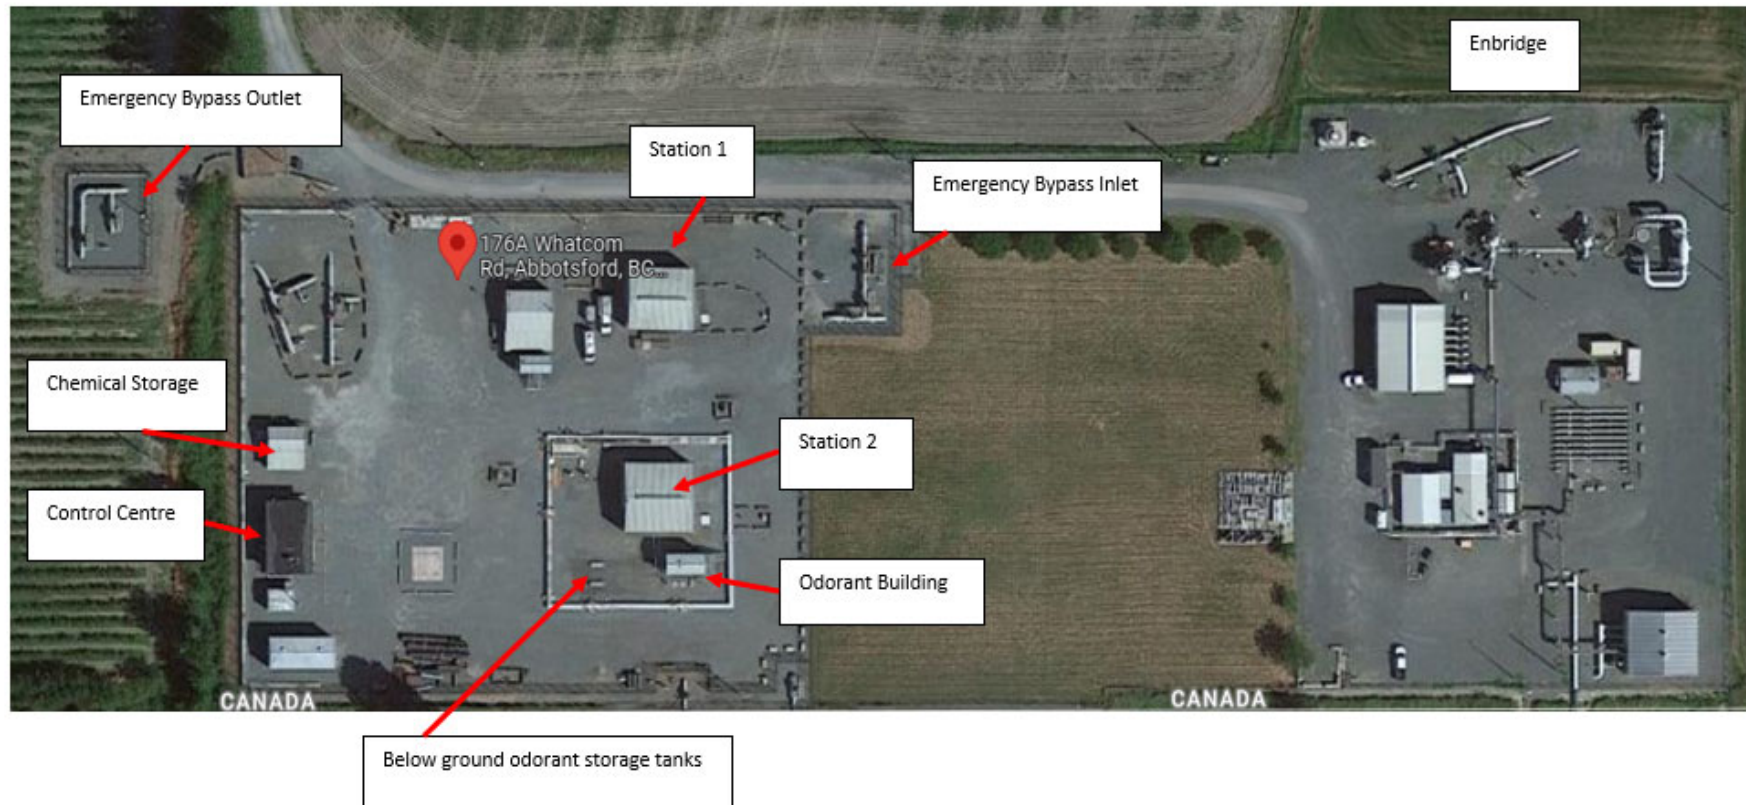 Enbridge
Emergency Bypass Outlet
Station 1
Emergency Bypass Inlet
176A Whatcom
Rd, Abbotsford, BC...
Chemical Storage
Station 2
Control Centre
Odorant Building
CANADA
CANADA
Below ground odorant storage tanks